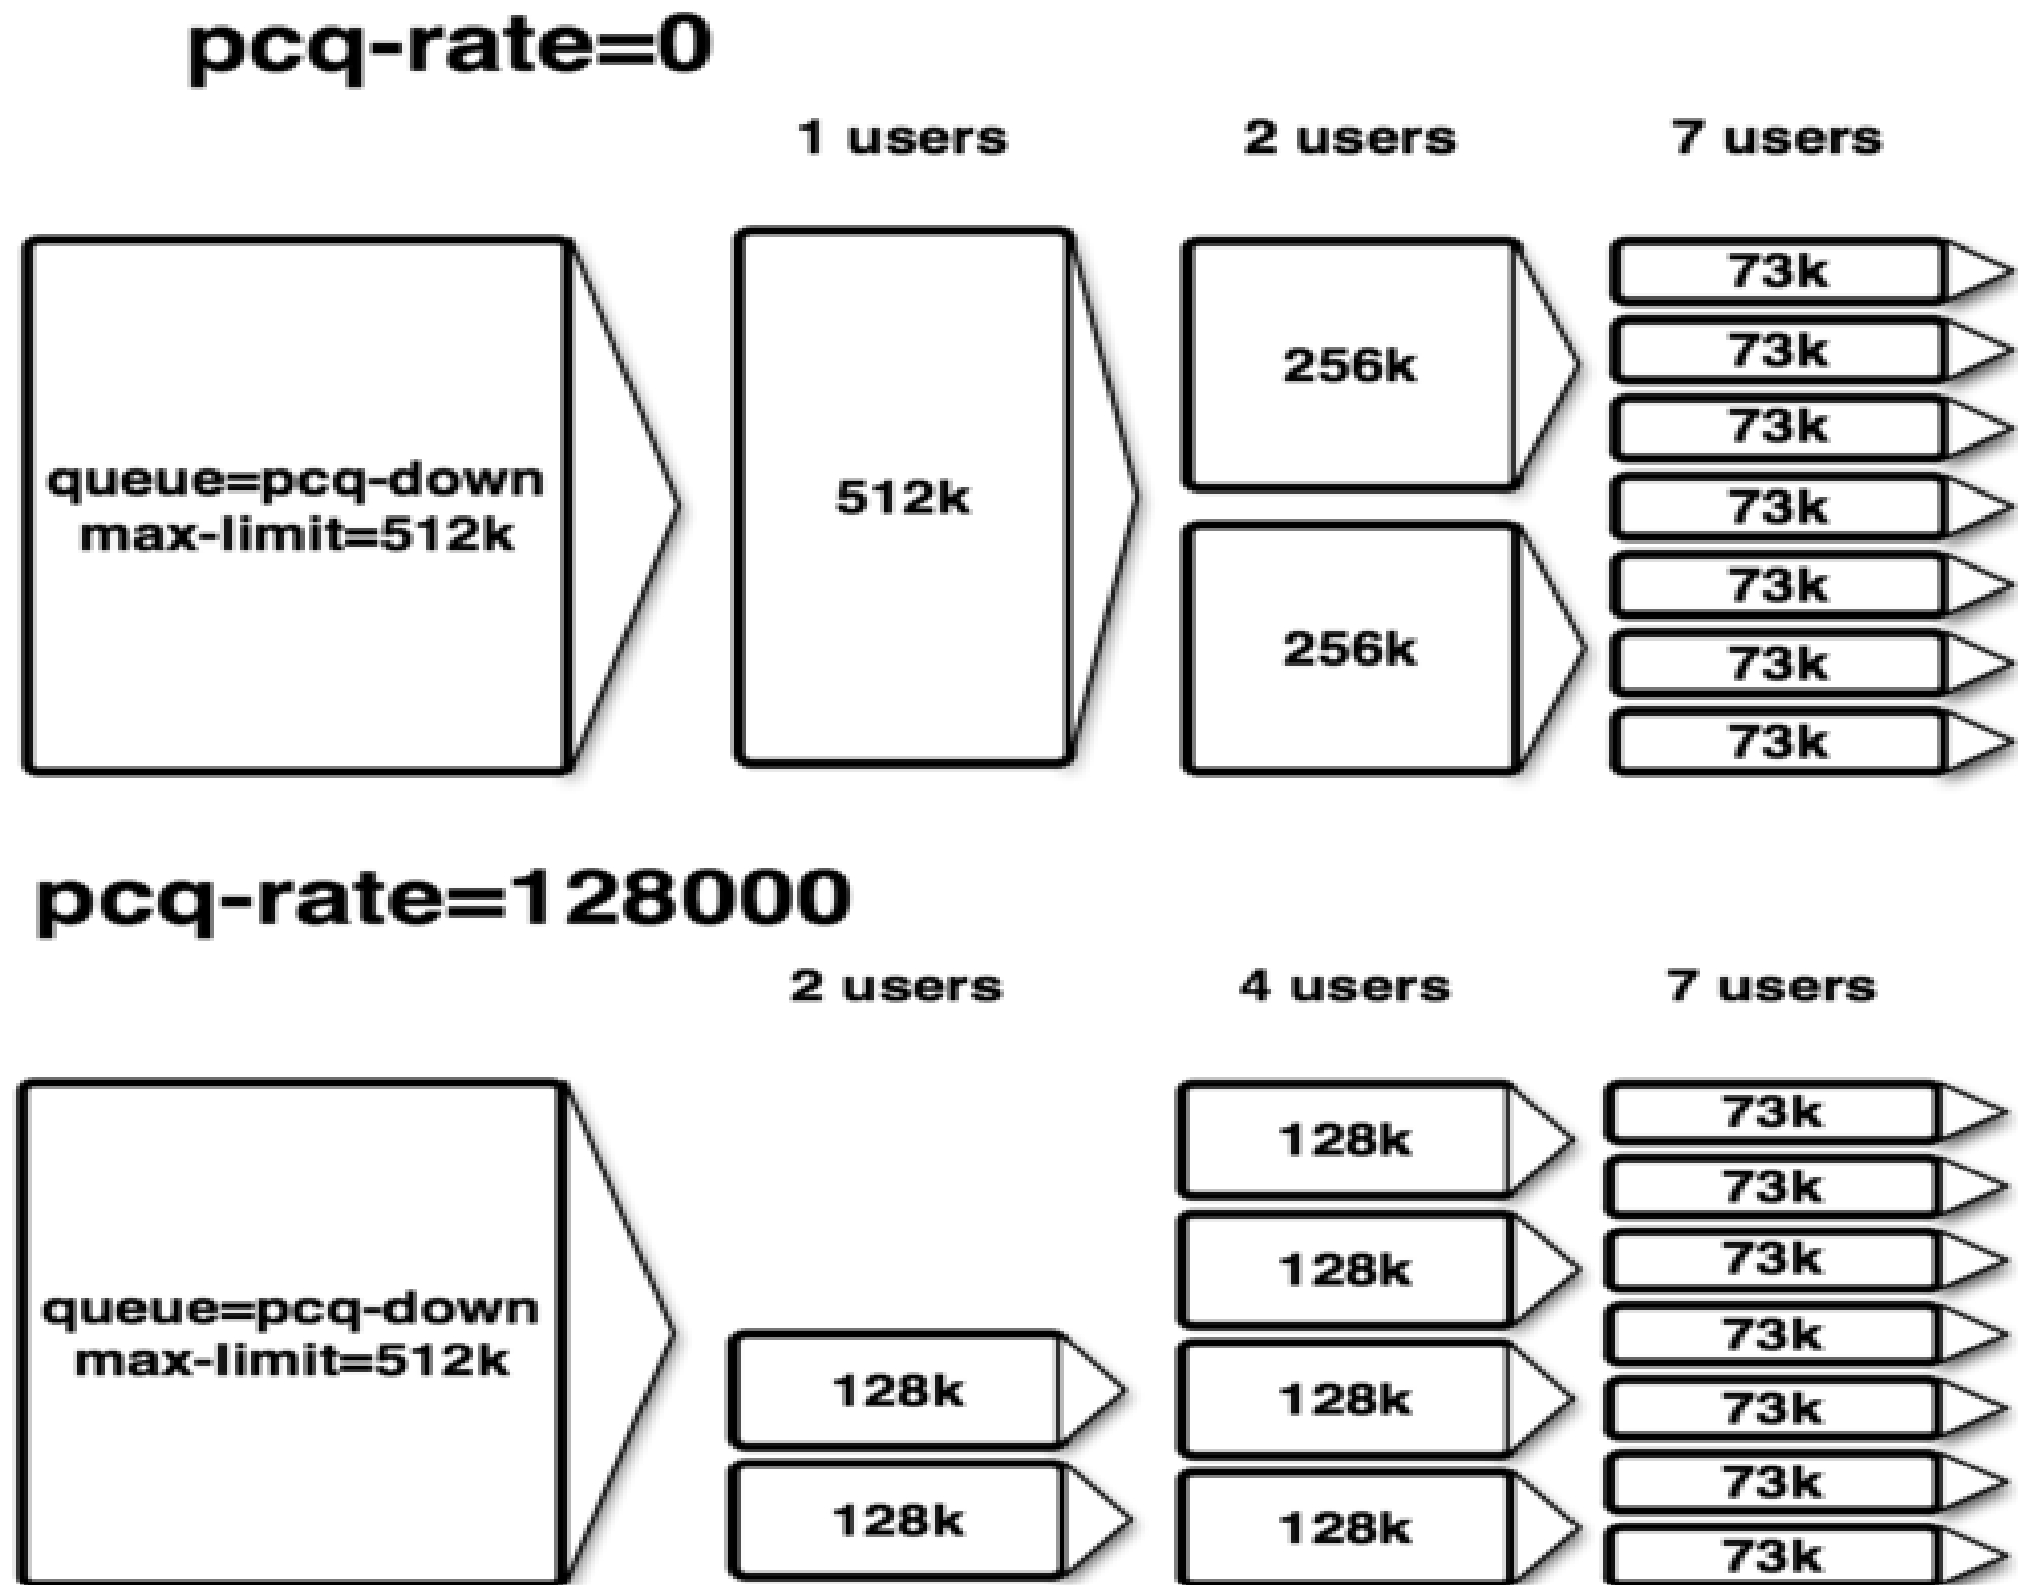 pcq-rate=0
1 users
2 users
7 users
queue=pcq-down
max-limit=512k
512k
256k
256k
73k
73k
73k
73k
73k
73k
73k
pcq-rate=128000
2 users
4 users
7 users
queue=pcq-down
max-limit=512k
128k
128k
128k
128k
128k
128k
73k
73k
73k
73k
73k
73k
73k